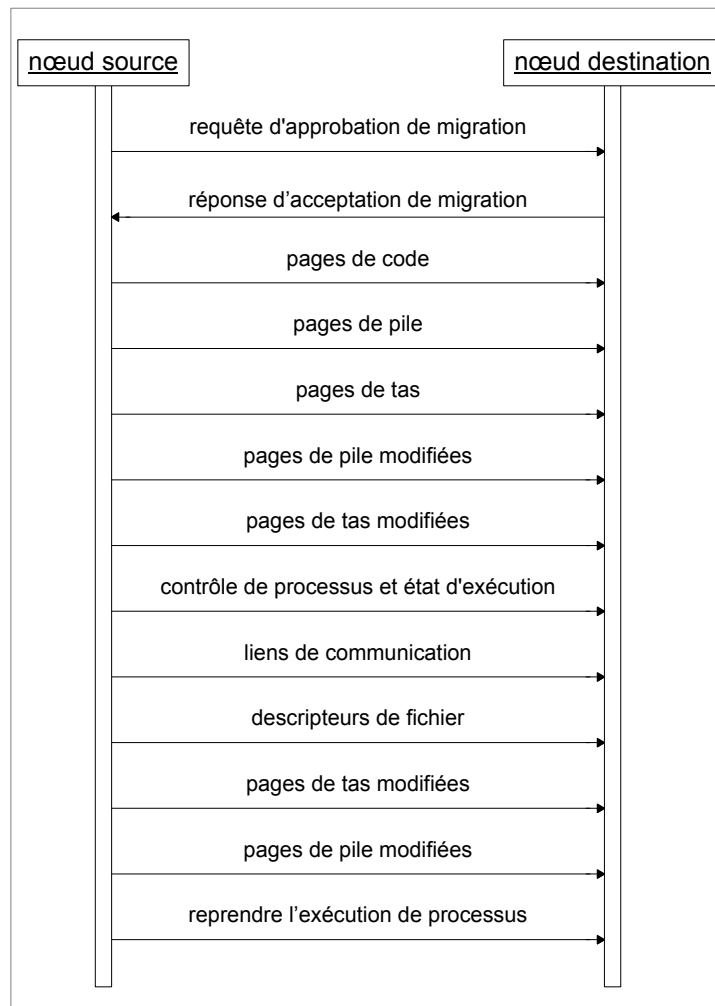 nœud source
nœud destination
requête d'approbation de migration
réponse d’acceptation de migration
pages de code
pages de pile
pages de tas
pages de pile modifiées
pages de tas modifiées
contrôle de processus et état d'exécution
liens de communication
descripteurs de fichier
pages de tas modifiées
pages de pile modifiées
reprendre l’exécution de processus